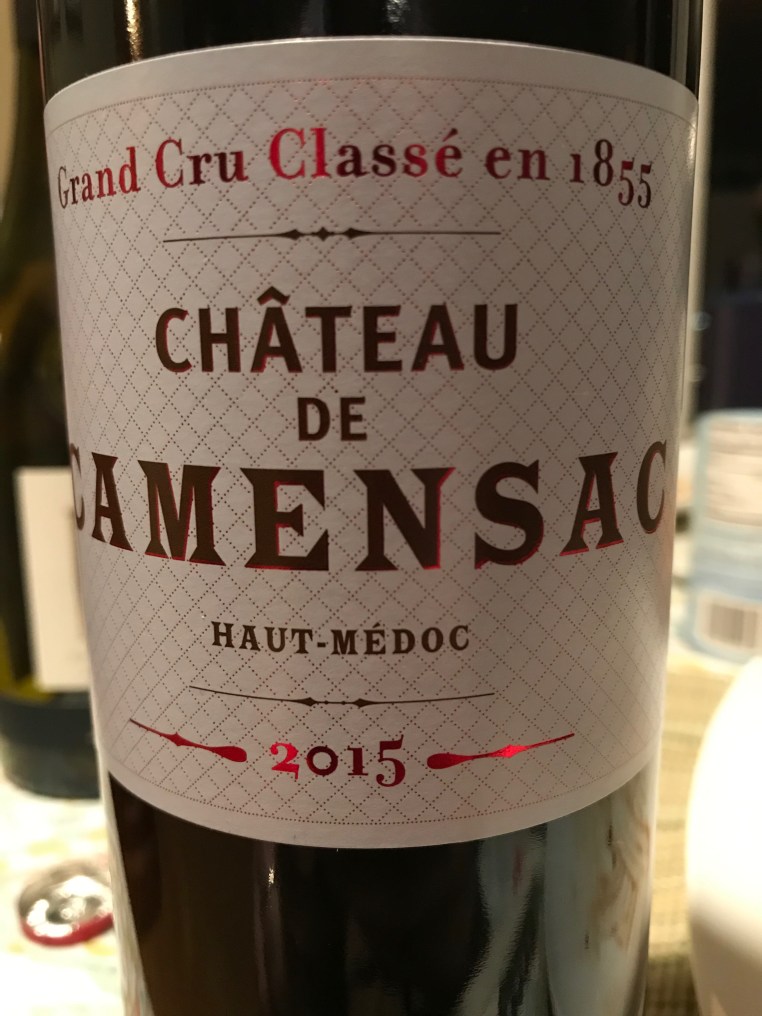 Grand Cru Classé en 1855
CHÂTEAU
DE
CAMENSAC
HAUT-MÉDOC
2015